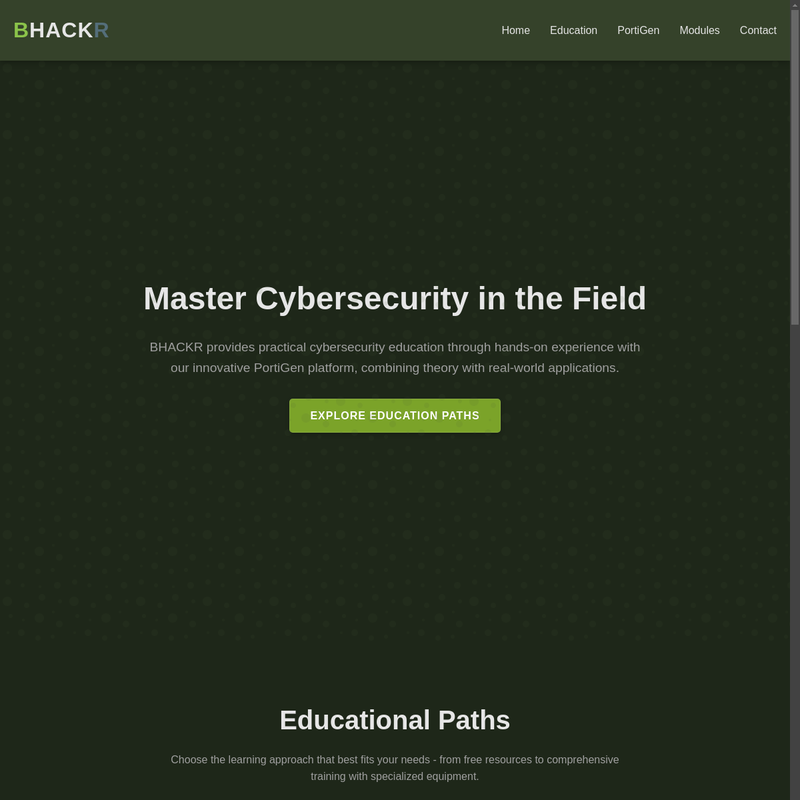 BHACKR
Home Education PortiGen Modules Contact
Master Cybersecurity in the Field
BHACKR provides practical cybersecurity education through hands-on experience with
our innovative PortiGen platform, combining theory with real-world applications.
EXPLORE EDUCATION PATHS
Educational Paths
Choose the learning approach that best fits your needs - from free resources to comprehensive
training with specialized equipment.